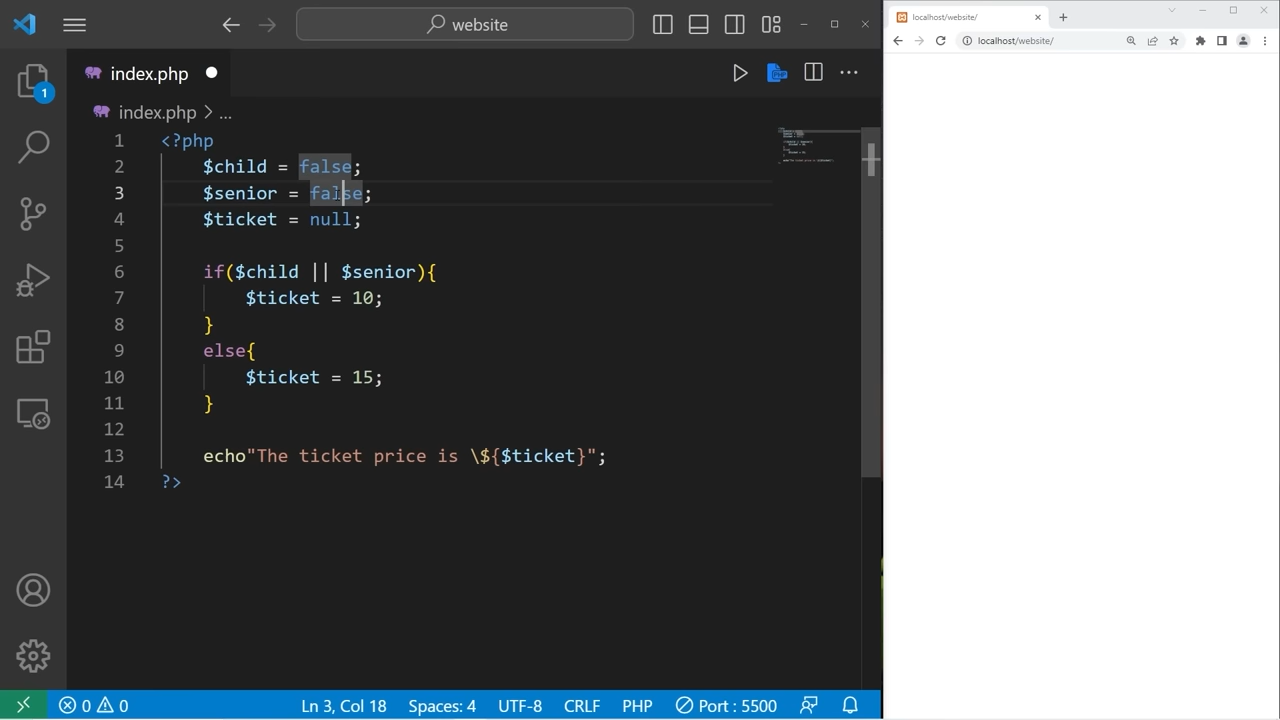 website
localhost/website/
index.php
localhost/website/
index.php > ...
1
1 <?php
2 $child = false;
3 $senior = false;
4 $ticket = null;
5
6 if($child || $senior){
7 $ticket = 10;
8 }
9 else{
10 $ticket = 15;
11 }
12
13 echo"The ticket price is \${$ticket}";
14 ?>
0 0 Ln 3, Col 18 Spaces: 4 UTF-8 CRLF PHP Port : 5500